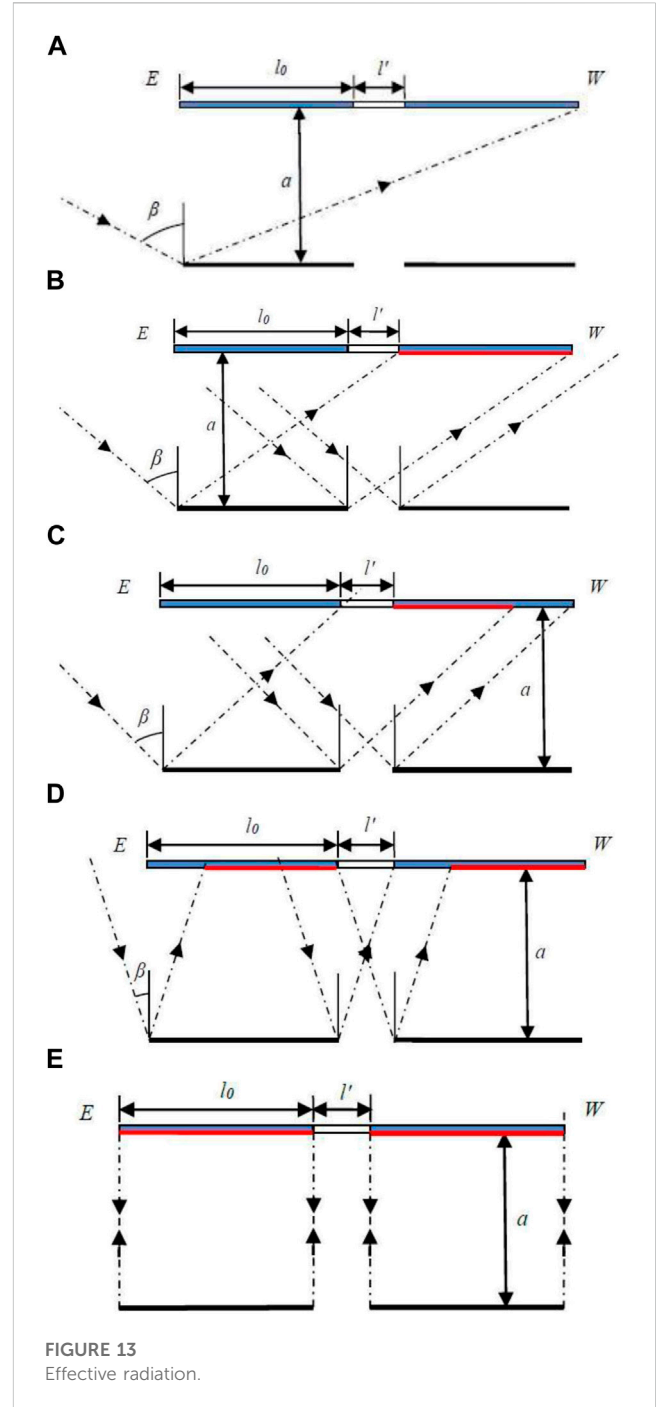 A
E l₀ l' W
a
β
B
E l₀ l' W
a
β
C
E l₀ l' W
a
β
D
E l₀ l' W
a
β
E
E l₀ l' W
a
FIGURE 13
Effective radiation.